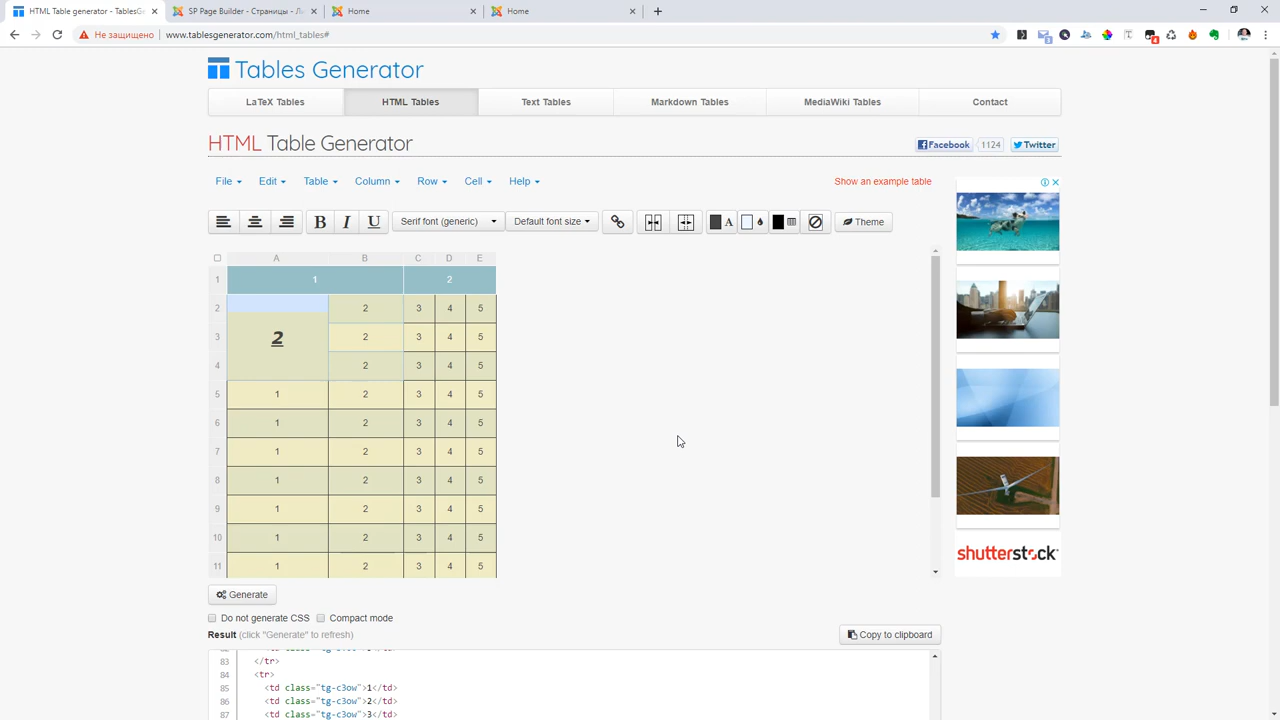 HTML Table generator - TablesG
SP Page Builder - Страницы - Ли
Home
Home
Не защищено
www.tablesgenerator.com/html_tables#
Tables Generator
LaTeX Tables
HTML Tables
Text Tables
Markdown Tables
MediaWiki Tables
Contact
HTML Table Generator
Facebook 1124 Twitter
File Edit Table Column Row Cell Help
Show an example table
B I U Serif font (generic) Default font size A Theme
A B C D E
1 1 2
2 2 3 4 5
3 2 2 3 4 5
4 2 3 4 5
5 1 2 3 4 5
6 1 2 3 4 5
7 1 2 3 4 5
8 1 2 3 4 5
9 1 2 3 4 5
10 1 2 3 4 5
11 1 2 3 4 5
shutterstock
Generate
Do not generate CSS Compact mode
Result (click "Generate" to refresh)
Copy to clipboard
83 </tr>
84 <tr>
85 <td class="tg-c3ow">1</td>
86 <td class="tg-c3ow">2</td>
87 <td class="tg-c3ow">3</td>